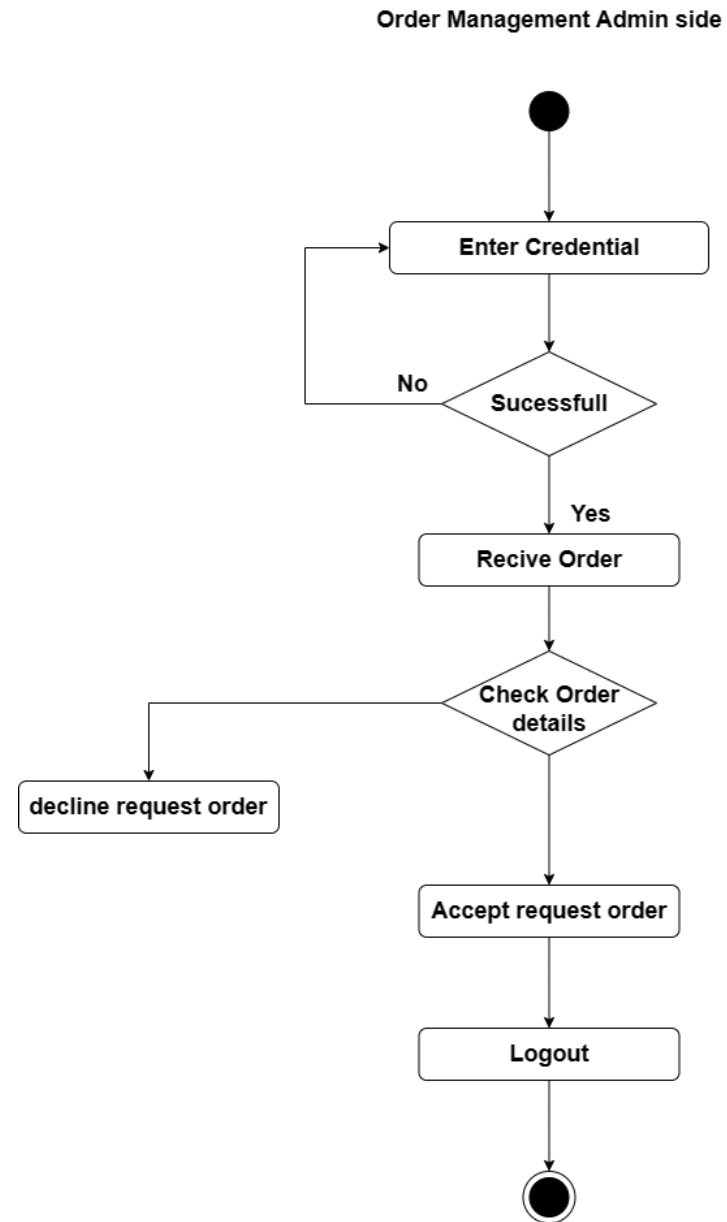 Order Management Admin side
Enter Credential
No
Sucessfull
Yes
Recive Order
Check Order
details
decline request order
Accept request order
Logout